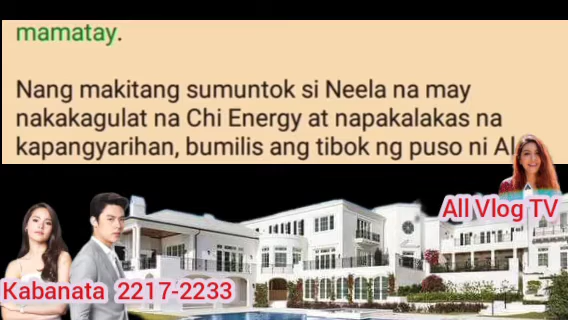 mamatay.
Nang makitang sumuntok si Neela na may
nakakagulat na Chi Energy at napakalakas na
kapangyarihan, bumilis ang tibok ng puso ni
All Vlog TV
Kabanata 2217-2233